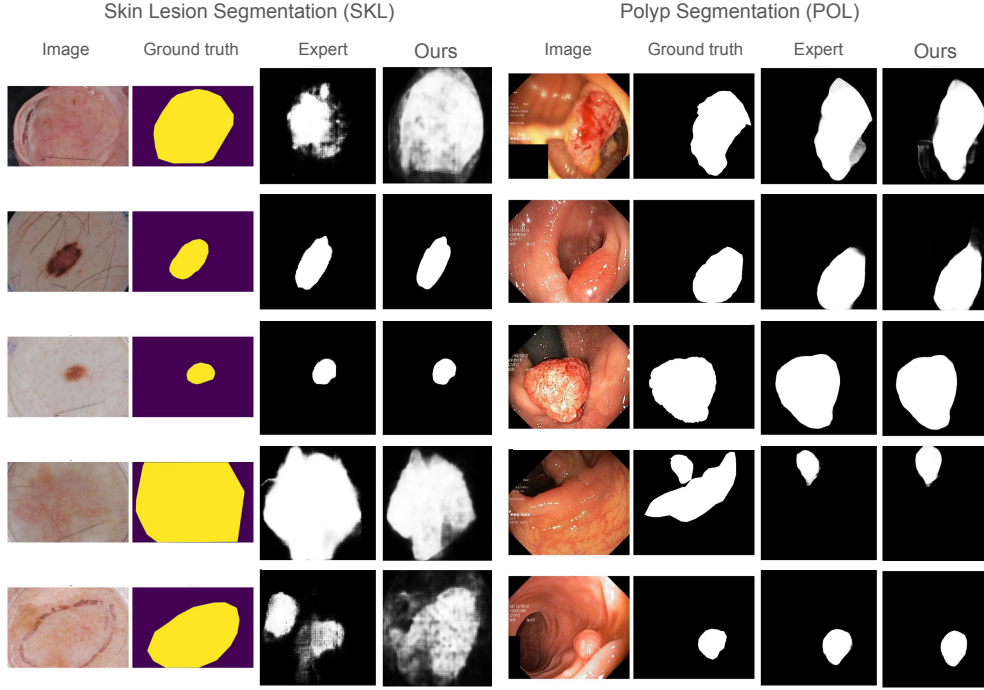 Skin Lesion Segmentation (SKL)
Polyp Segmentation (POL)
Image Ground truth Expert Ours
Image Ground truth Expert Ours